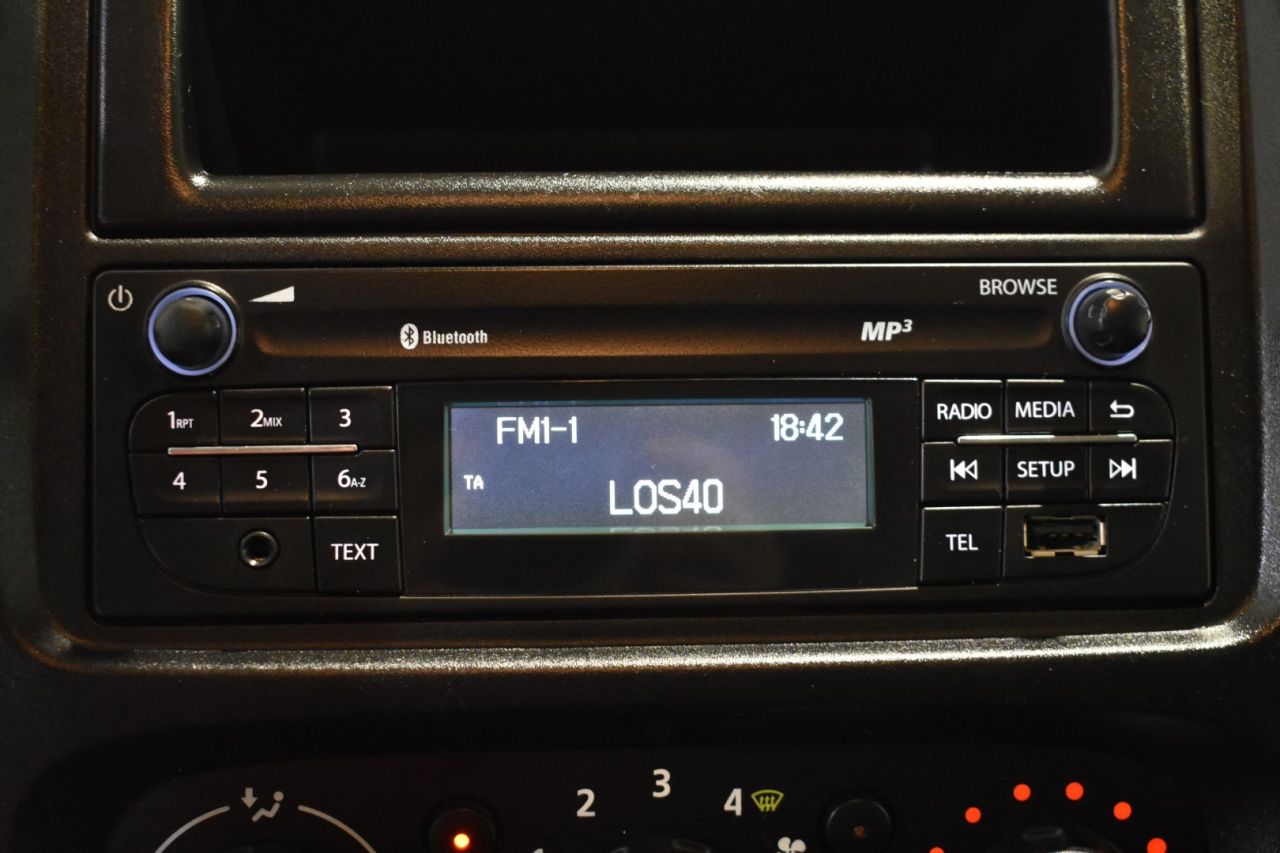 BROWSE
Bluetooth
MP3
1RPT 2MIX 3
FM1-1 18:42
RADIO MEDIA
4 5 6A-Z
TA
LOS40
SETUP
TEXT
TEL
2 3 4